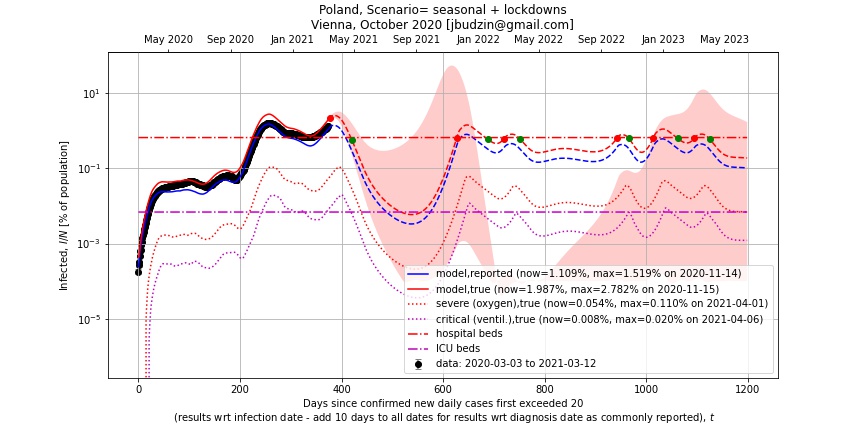 Poland, Scenario= seasonal + lockdowns
Vienna, October 2020 [jbudzin@gmail.com]
May 2020 Sep 2020 Jan 2021 May 2021 Sep 2021 Jan 2022 May 2022 Sep 2022 Jan 2023 May 2023
Infected, I/N [% of population]
10¹
10⁻¹
10⁻³
10⁻⁵
model,reported (now=1.109%, max=1.519% on 2020-11-14)
model,true (now=1.987%, max=2.782% on 2020-11-15)
severe (oxygen),true (now=0.054%, max=0.110% on 2021-04-01)
critical (ventil.),true (now=0.008%, max=0.020% on 2021-04-06)
hospital beds
ICU beds
data: 2020-03-03 to 2021-03-12
0 200 400 600 800 1000 1200
Days since confirmed new daily cases first exceeded 20
(results wrt infection date - add 10 days to all dates for results wrt diagnosis date as commonly reported), t